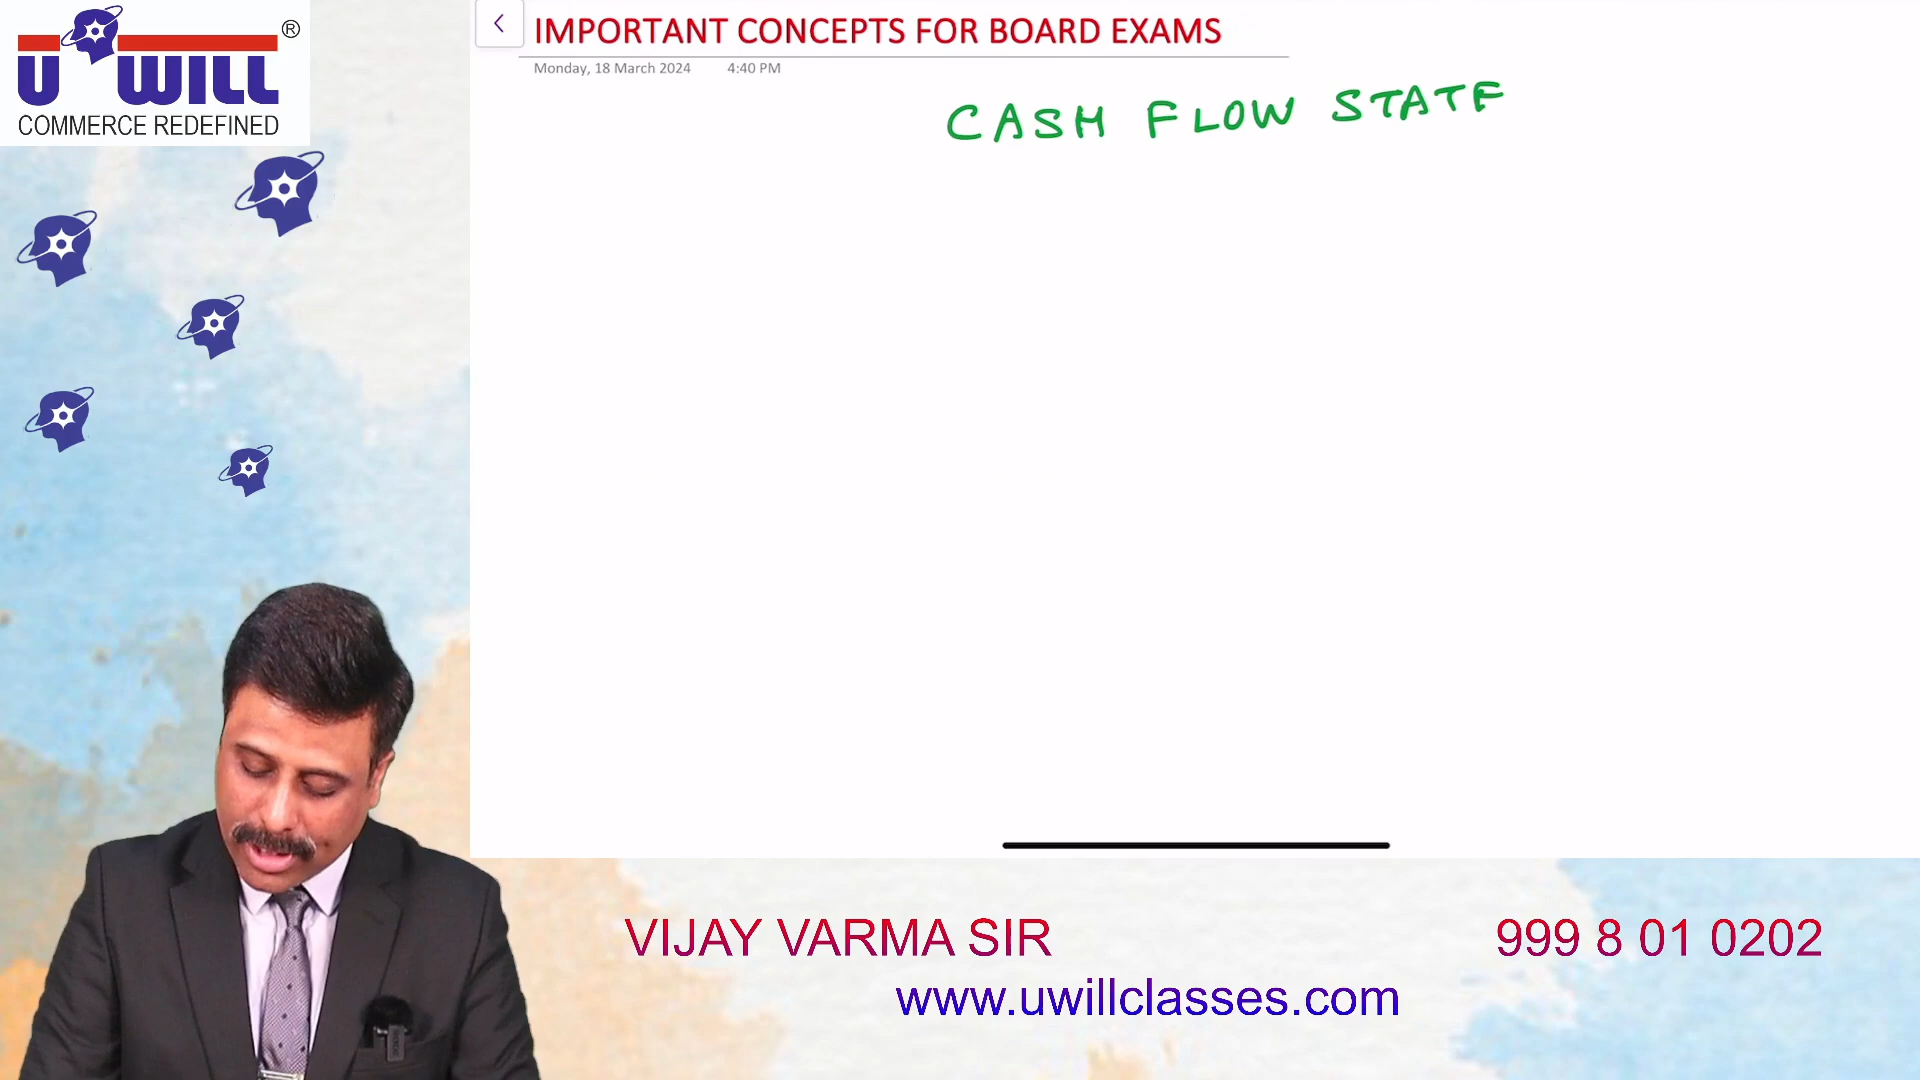 U WILL ®
COMMERCE REDEFINED
IMPORTANT CONCEPTS FOR BOARD EXAMS
Monday, 18 March 2024 4:40 PM
CASH FLOW STATE
VIJAY VARMA SIR
999 8 01 0202
www.uwillclasses.com